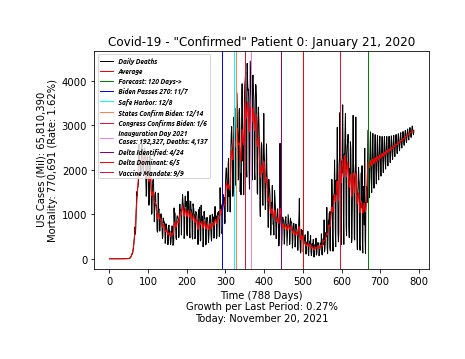 Covid-19 - "Confirmed" Patient 0: January 21, 2020
US Cases (Mil): 65,810,390
Mortality: 770,691 (Rate: 1.62%)
4000
3000
2000
1000
0
Daily Deaths
Average
Forecast: 120 Days->
Biden Passes 270: 11/7
Safe Harbor: 12/8
States Confirm Biden: 12/14
Congress Confirms Biden: 1/6
Inauguration Day 2021
Cases: 192,327, Deaths: 4,137
Delta Identified: 4/24
Delta Dominant: 6/5
Vaccine Mandate: 9/9
0 100 200 300 400 500 600 700 800
Time (788 Days)
Growth per Last Period: 0.27%
Today: November 20, 2021